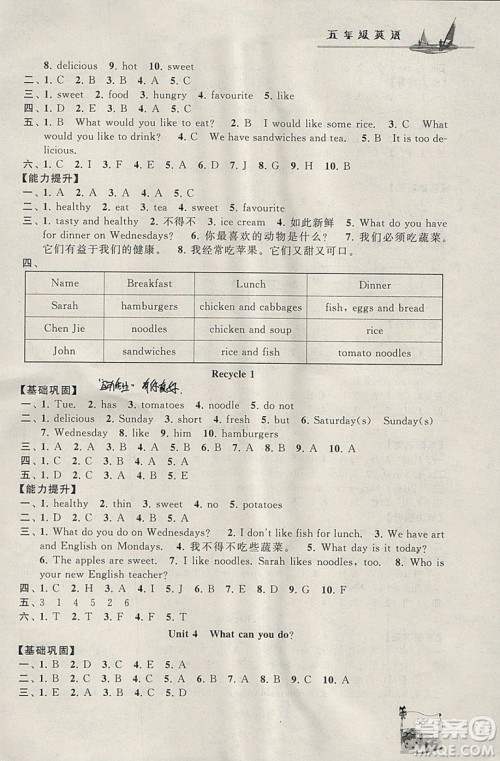 五年级英语
8. delicious 9. hot 10. sweet
二、1. C 2. B 3. A 4. A 5. C
三、1. sweet 2. food 3. hungry 4. favourite 5. like
四、1. D 2. E 3. A 4. C 5. B
五、1. B What would you like to eat? 2. B I would like some rice. 3. C What
would you like to drink? 4. C We have sandwiches and tea. 5. B It is too de-
licious.
六、1. C 2. I 3. F 4. E 5. A 6. D 7. J 8. G 9. H 10. B
【能力提升】
一、1. A 2. A 3. A 4. C 5. A
二、1. healthy 2. eat 3. tea 4. sweet 5. favourite
三、1. tasty and healthy 2. 不得不 3. ice cream 4. 如此新鲜 5. What do you have
for dinner on Wednesdays? 6. 你最喜欢的动物是什么? 7. 我们必须吃蔬菜。
它们有益于我们的健康。 8. 我经常吃苹果。它们又甜又可口。
四、
Name Breakfast Lunch Dinner
Sarah hamburgers chicken and cabbages fish, eggs and bread
Chen Jie noodles chicken and soup rice
John sandwiches rice and fish tomato noodles
Recycle 1
【基础巩固】
一、1. Tue. 2. has 3. tomatoes 4. noodle 5. do not
二、1. delicious 2. Sunday 3. short 4. fresh 5. but 6. Saturday(s) Sunday(s)
7. Wednesday 8. like 9. him 10. hamburgers
三、1. B 2. A 3. C 4. B 5. A 6. B 7. A 8. A 9. C 10. A
四、1. B 2. D 3. A 4. C 5. E
五、1. D 2. A 3. C 4. B 5. E
【能力提升】
一、1. healthy 2. thin 3. sweet 4. no 5. potatoes
二、1. D 2. A 3. B 4. C 5. A
三、1. What do you do on Wednesdays? 2. I don't like fish for lunch. 3. We have art
and English on Mondays. 4. 我不得不吃些蔬菜。 5. What day is it today?
6. The apples are sweet. 7. I like noodles. Sarah likes noodles, too. 8. Who is
your new English teacher?
四、1. D 2. E 3. G 4. H 5. A 6. J 7. I 8. B 9. F 10. C
五、3 1 4 5 2 6
六、1. T 2. T 3. F 4. T 5. F
Unit 4 What can you do?
【基础巩固】
一、1. B 2. D 3. C 4. E 5. A
二、1. B 2. B 3. A 4. A 5. B 6. C 7. A 8. C 9. B 10. A
答案圈
MXQE.COM